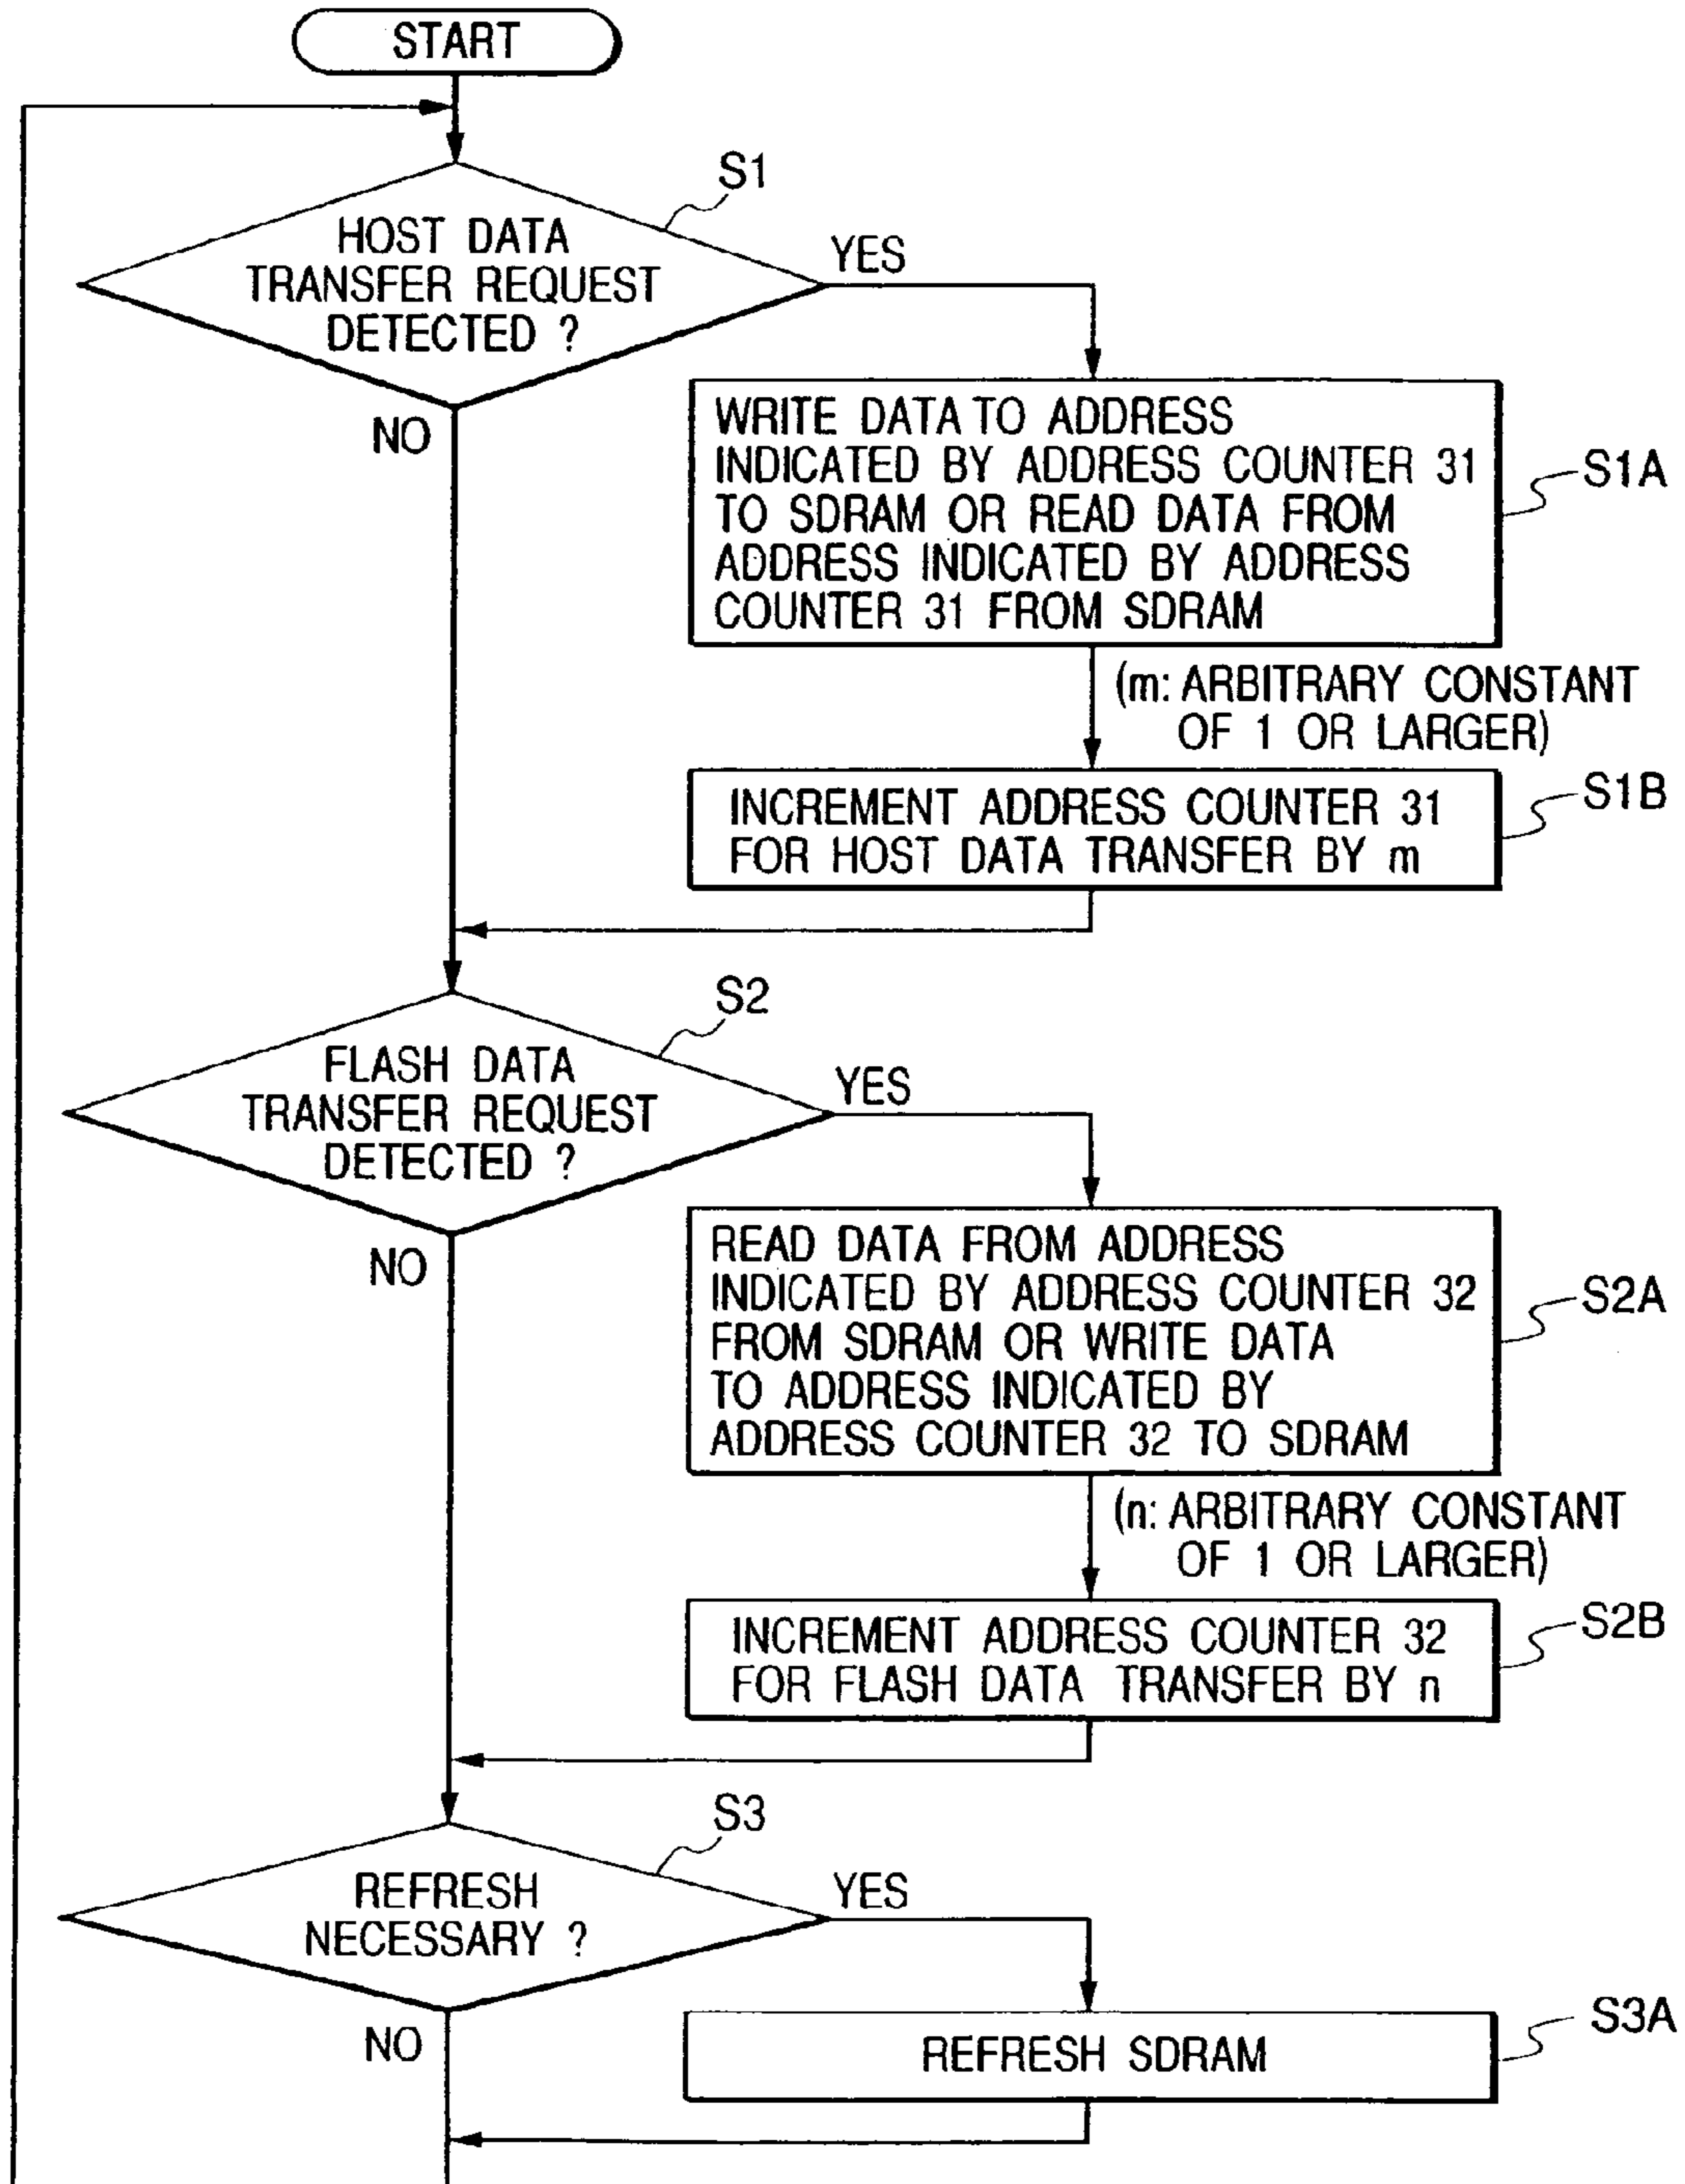 START
S1
HOST DATA
TRANSFER REQUEST
DETECTED ?
YES
NO
WRITE DATA TO ADDRESS
INDICATED BY ADDRESS COUNTER 31
TO SDRAM OR READ DATA FROM
ADDRESS INDICATED BY ADDRESS
COUNTER 31 FROM SDRAM
S1A
(m: ARBITRARY CONSTANT
OF 1 OR LARGER)
INCREMENT ADDRESS COUNTER 31
FOR HOST DATA TRANSFER BY m
S1B
S2
FLASH DATA
TRANSFER REQUEST
DETECTED ?
YES
NO
READ DATA FROM ADDRESS
INDICATED BY ADDRESS COUNTER 32
FROM SDRAM OR WRITE DATA
TO ADDRESS INDICATED BY
ADDRESS COUNTER 32 TO SDRAM
S2A
(n: ARBITRARY CONSTANT
OF 1 OR LARGER)
INCREMENT ADDRESS COUNTER 32
FOR FLASH DATA TRANSFER BY n
S2B
S3
REFRESH
NECESSARY ?
YES
NO
REFRESH SDRAM
S3A